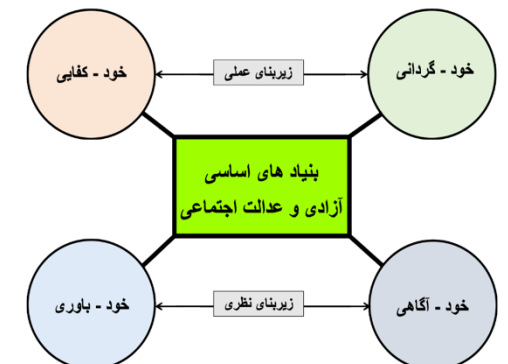 خود - گردانی
زیربنای عملی
خود - کفایی
بنیاد های اساسی
آزادی و عدالت اجتماعی
خود - آگاهی
زیربنای نظری
خود - باوری